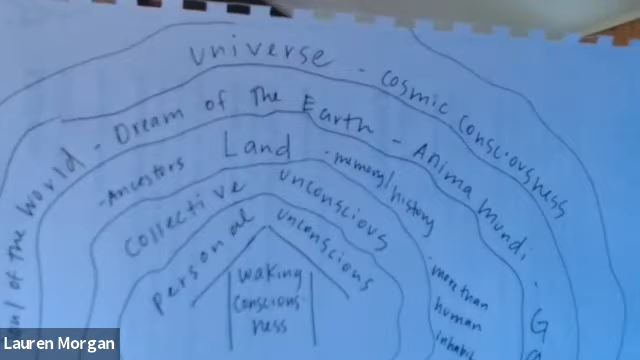 universe - cosmic consciousness
soul of the world - Dream of the Earth - Anima Mundi -
Land
- Ancestors
- memory/history
- more than
human
collective unconscious
personal unconscious
waking
conscious
ness
Lauren Morgan